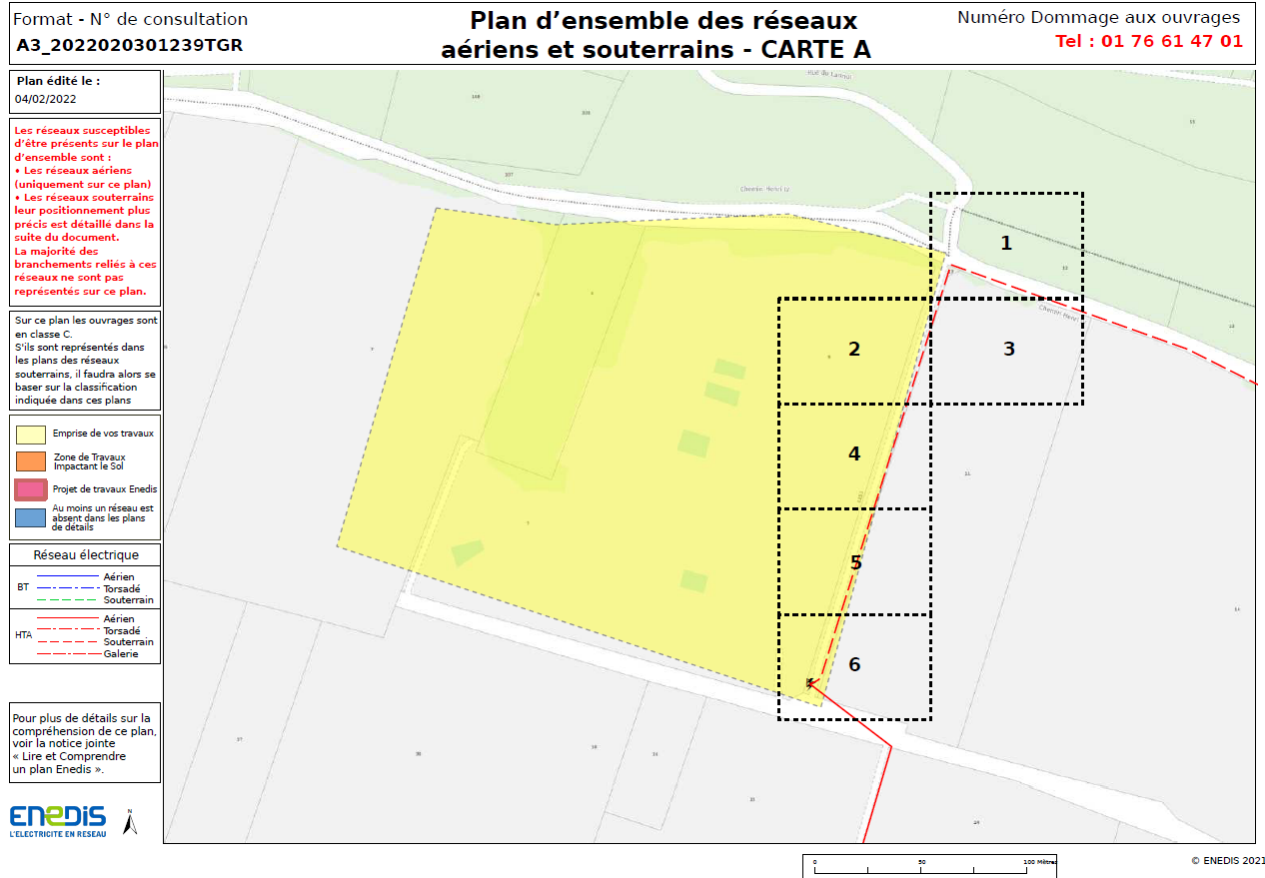 Format - N° de consultation
A3_2022020301239TGR
Plan d’ensemble des réseaux
aériens et souterrains - CARTE A
Numéro Dommage aux ouvrages
Tel : 01 76 61 47 01
Plan édité le :
04/02/2022
Les réseaux susceptibles
d’être présents sur le plan
d’ensemble sont :
• Les réseaux aériens
(uniquement sur ce plan)
• Les réseaux souterrains
leur positionnement plus
précis est détaillé dans la
suite du document.
La majorité des
branchements reliés à ces
réseaux ne sont pas
représentés sur ce plan.
Sur ce plan les ouvrages sont
en classe C.
S'ils sont représentés dans
les plans des réseaux
souterrains, il faudra alors se
baser sur la classification
indiquée dans ces plans
Emprise de vos travaux
Zone de Travaux
Impactant le Sol
Projet de travaux Enedis
Au moins un réseau est
absent dans les plans
de détails
Réseau électrique
BT
Aérien
Torsadé
Souterrain
HTA
Aérien
Torsadé
Souterrain
Galerie
Pour plus de détails sur la
compréhension de ce plan,
voir la notice jointe
« Lire et Comprendre
un plan Enedis ».
ENEDIS
L'ELECTRICITE EN RESEAU
N
1
2
3
4
5
6
Chemin Henri
0 50 100 Mètres
© ENEDIS 2021